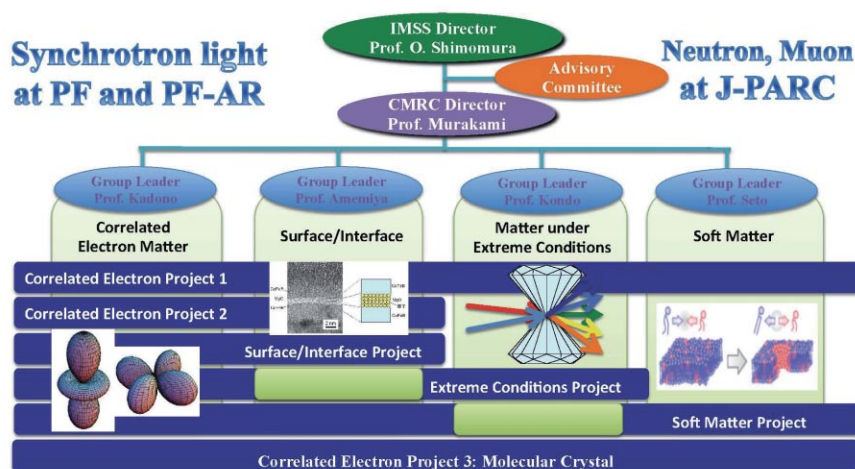 IMSS Director
Prof. O. Shimomura
Synchrotron light
at PF and PF-AR
Neutron, Muon
at J-PARC
Advisory
Committee
CMRC Director
Prof. Murakami
Group Leader
Prof. Kadono
Group Leader
Prof. Amemiya
Group Leader
Prof. Kondo
Group Leader
Prof. Seto
Correlated
Electron Matter
Surface/Interface
Matter under
Extreme Conditions
Soft Matter
Correlated Electron Project 1
Correlated Electron Project 2
Surface/Interface Project
Extreme Conditions Project
Soft Matter Project
Correlated Electron Project 3: Molecular Crystal